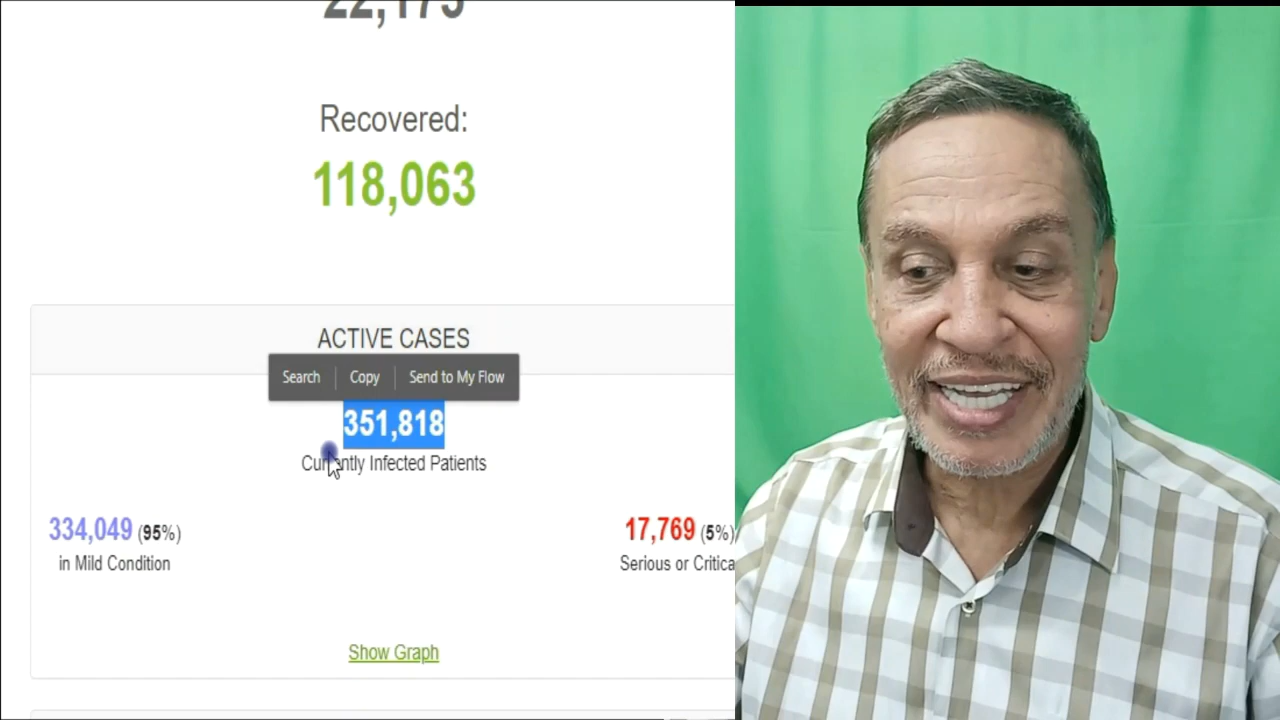 Recovered:
118,063
ACTIVE CASES
Search Copy Send to My Flow
351,818
Currently Infected Patients
334,049 (95%) 17,769 (5%)
in Mild Condition Serious or Critica
Show Graph